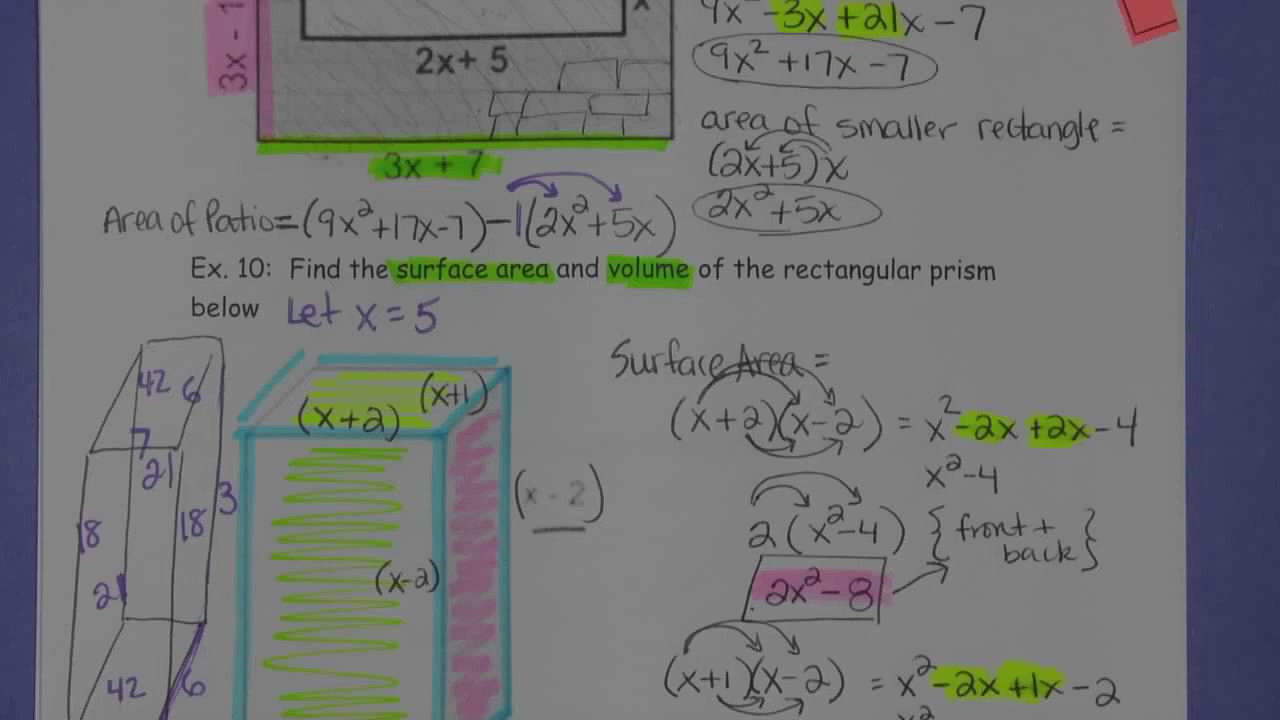 3x - 1
x
2x+ 5
3x + 7
9x² -3x +21x -7
9x² +17x -7
area of smaller rectangle =
(2x+5)x
2x²+5x
Area of Patio=(9x²+17x-7)-1(2x²+5x)
Ex. 10: Find the surface area and volume of the rectangular prism
below Let x = 5
42 6
7
21
3
18
18
21
42 6
(x+2)
(x+1)
(x - 2)
(x-2)
Surface Area =
(x+2)(x-2) = x²-2x +2x-4
x²-4
2(x²-4) {front + back}
2x²-8
(x+1)(x-2) = x²-2x+1x-2
x²